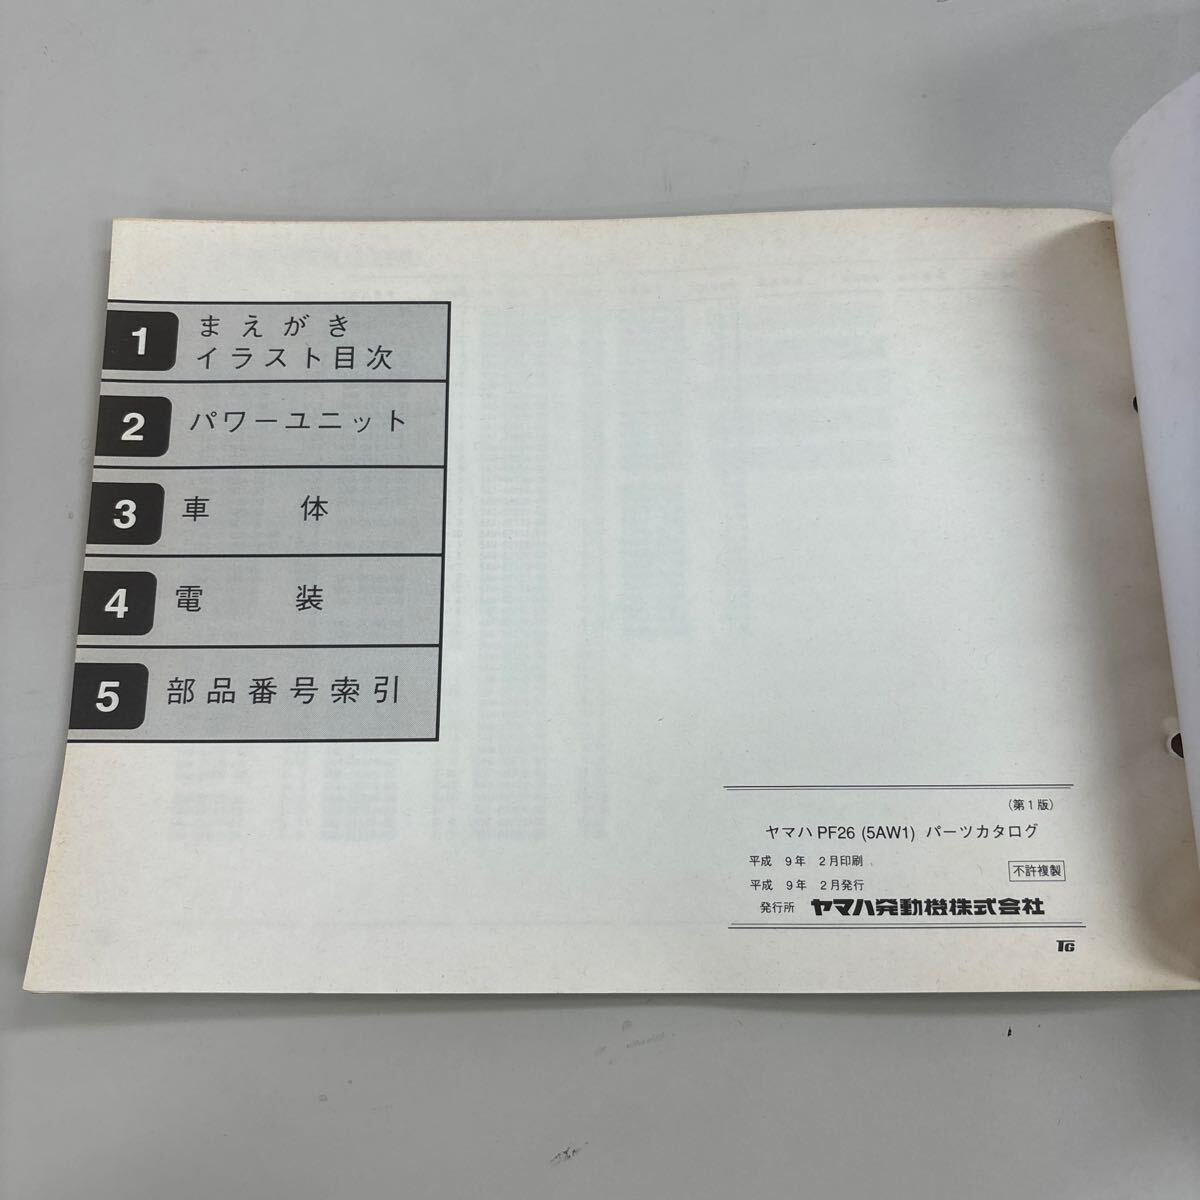 1 まえがき
イラスト目次
2 パワーユニット
3 車体
4 電装
5 部品番号索引
(第1版)
ヤマハ PF26 (5AW1) パーツカタログ
平成 9年 2月印刷
平成 9年 2月発行
不許複製
発行所 ヤマハ発動機株式会社
TG